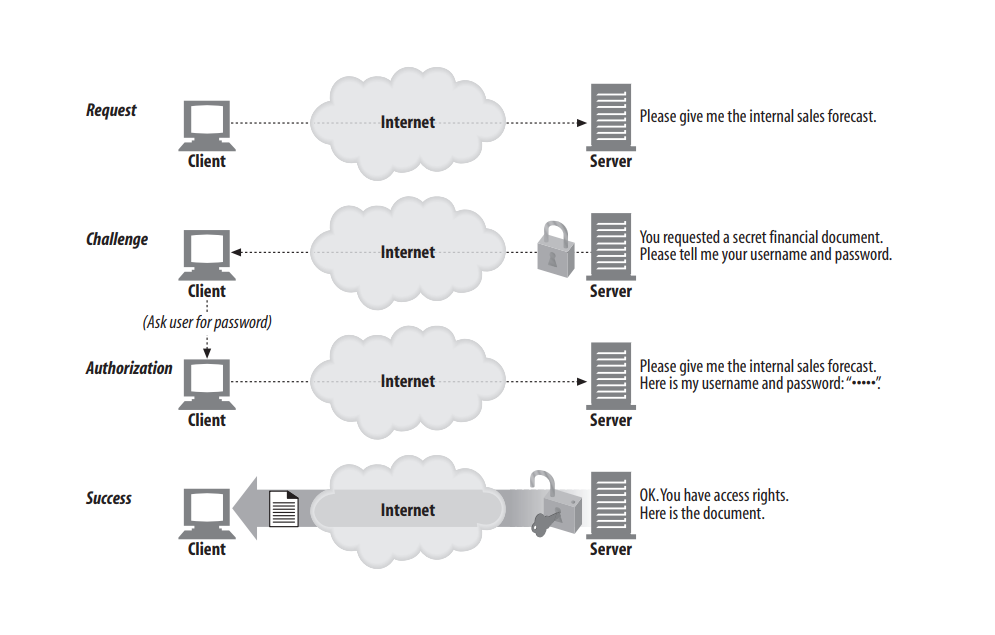 Request
Internet
Please give me the internal sales forecast.
Client
Server
Challenge
Internet
You requested a secret financial document.
Please tell me your username and password.
Client
Server
(Ask user for password)
Authorization
Internet
Please give me the internal sales forecast.
Here is my username and password: “•••••”.
Client
Server
Success
Internet
OK. You have access rights.
Here is the document.
Client
Server